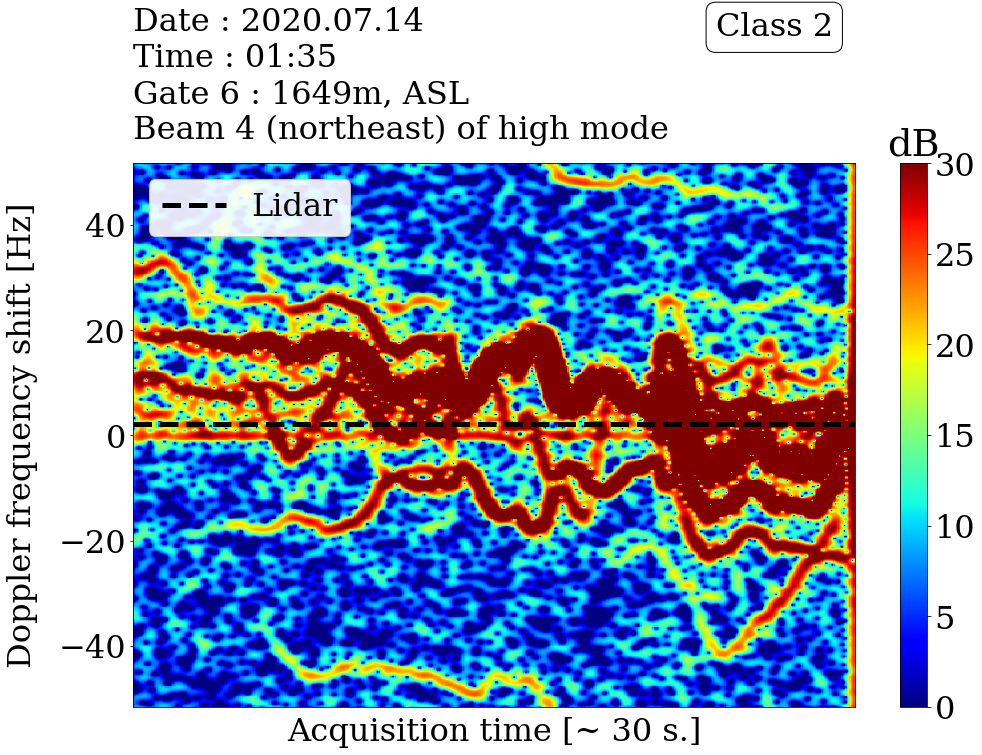 Date : 2020.07.14
Time : 01:35
Gate 6 : 1649m, ASL
Beam 4 (northeast) of high mode
Class 2
dB
Lidar
Doppler frequency shift [Hz]
40
20
0
−20
−40
Acquisition time [~ 30 s.]
30
25
20
15
10
5
0